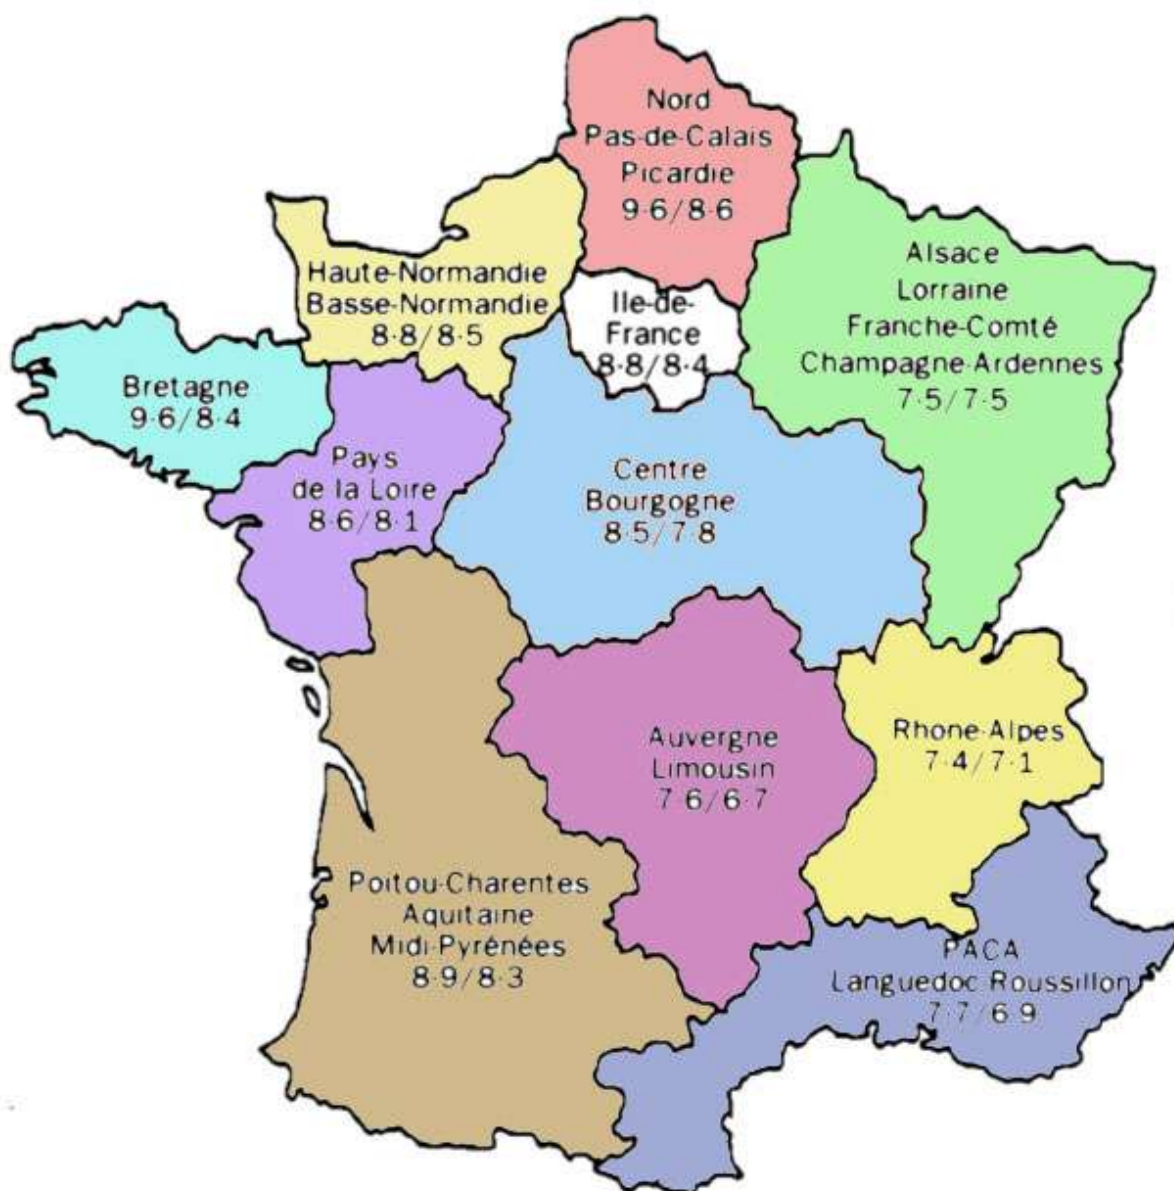 Nord
Pas-de-Calais
Picardie
9·6/8·6
Haute-Normandie
Basse-Normandie
8·8/8·5
Ile-de-
France
8·8/8·4
Alsace
Lorraine
Franche-Comté
Champagne-Ardennes
7·5/7·5
Bretagne
9·6/8·4
Pays
de la Loire
8·6/8·1
Centre
Bourgogne
8·5/7·8
Auvergne
Limousin
7·6/6·7
Rhone-Alpes
7·4/7·1
Poitou-Charentes
Aquitaine
Midi-Pyrénées
8·9/8·3
PACA
Languedoc Roussillon
7·7/6·9